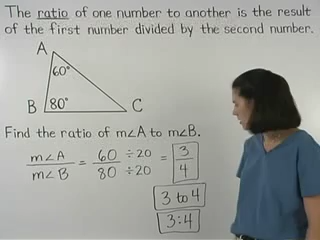 The ratio of one number to another is the result
of the first number divided by the second number.
A
60°
B 80° C
Find the ratio of m∠A to m∠B.
m∠A / m∠B = 60 ÷20 / 80 ÷20 = 3/4
3 to 4
3:4